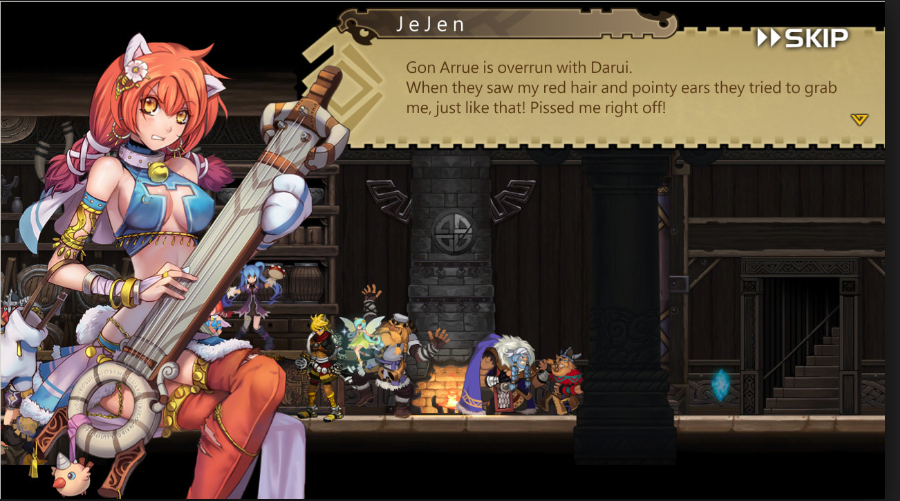 JeJen
SKIP
Gon Arrue is overrun with Darui.
When they saw my red hair and pointy ears they tried to grab
me, just like that! Pissed me right off!